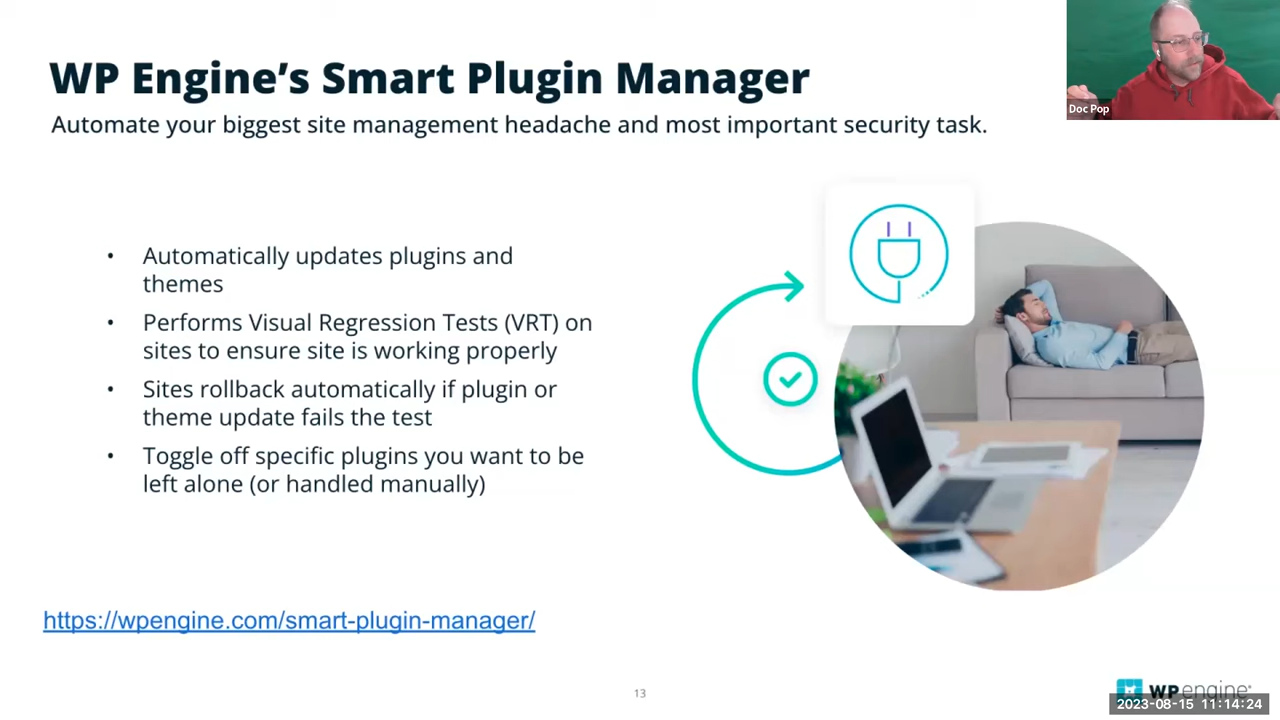 WP Engine’s Smart Plugin Manager
Automate your biggest site management headache and most important security task.
Doc Pop
• Automatically updates plugins and
themes
• Performs Visual Regression Tests (VRT) on
sites to ensure site is working properly
• Sites rollback automatically if plugin or
theme update fails the test
• Toggle off specific plugins you want to be
left alone (or handled manually)
https://wpengine.com/smart-plugin-manager/
13
WP engine®
2023-08-15 11:14:24